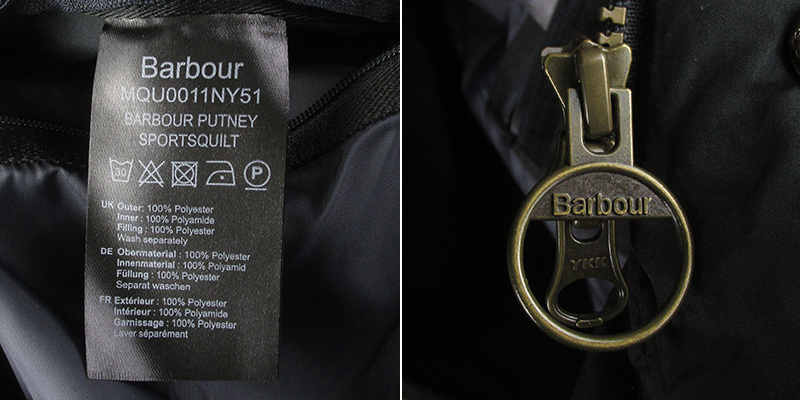 Barbour
MQU0011NY51
BARBOUR PUTNEY
SPORTSQUILT
30
P
UK Outer: 100% Polyester
Inner : 100% Polyamide
Filling : 100% Polyester
Wash separately
DE Obermaterial : 100% Polyester
Innenmaterial : 100% Polyamid
Füllung : 100% Polyester
Separat waschen
FR Extérieur : 100% Polyester
Intérieur : 100% Polyamide
Garnissage : 100% Polyester
Laver séparément
Barbour
YKK